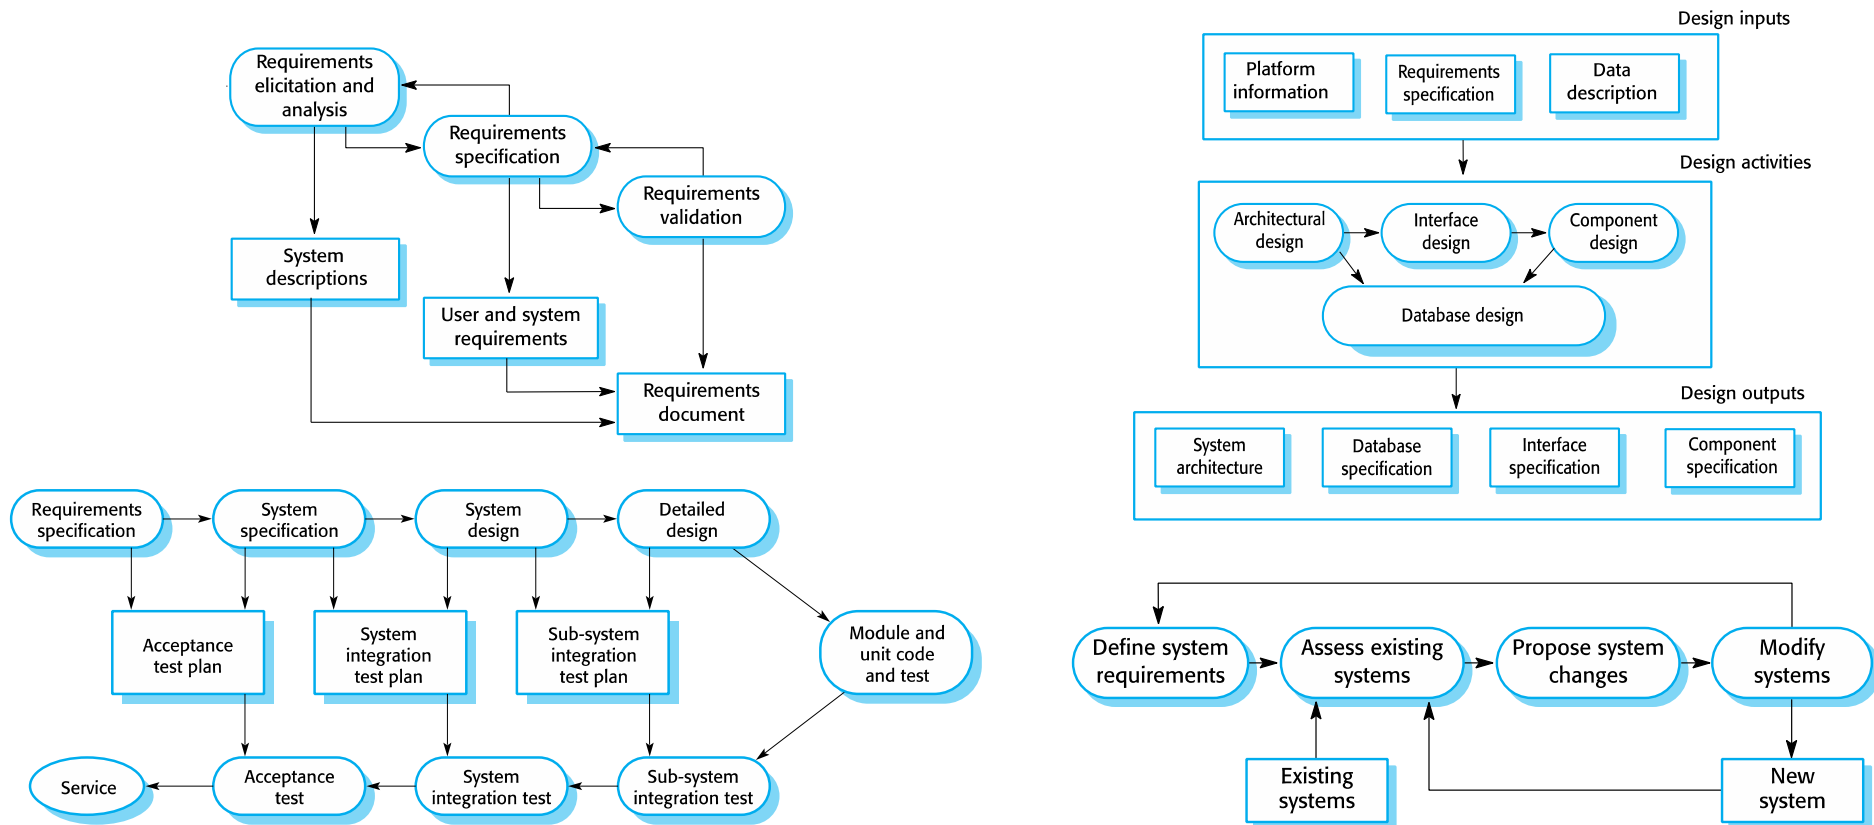 Requirements
elicitation and
analysis
Requirements
specification
Requirements
validation
System
descriptions
User and system
requirements
Requirements
document
Design inputs
Platform
information
Requirements
specification
Data
description
Design activities
Architectural
design
Interface
design
Component
design
Database design
Design outputs
System
architecture
Database
specification
Interface
specification
Component
specification
Requirements
specification
System
specification
System
design
Detailed
design
Acceptance
test plan
System
integration
test plan
Sub-system
integration
test plan
Module and
unit code
and test
Service
Acceptance
test
System
integration test
Sub-system
integration test
Define system
requirements
Assess existing
systems
Propose system
changes
Modify
systems
Existing
systems
New
system